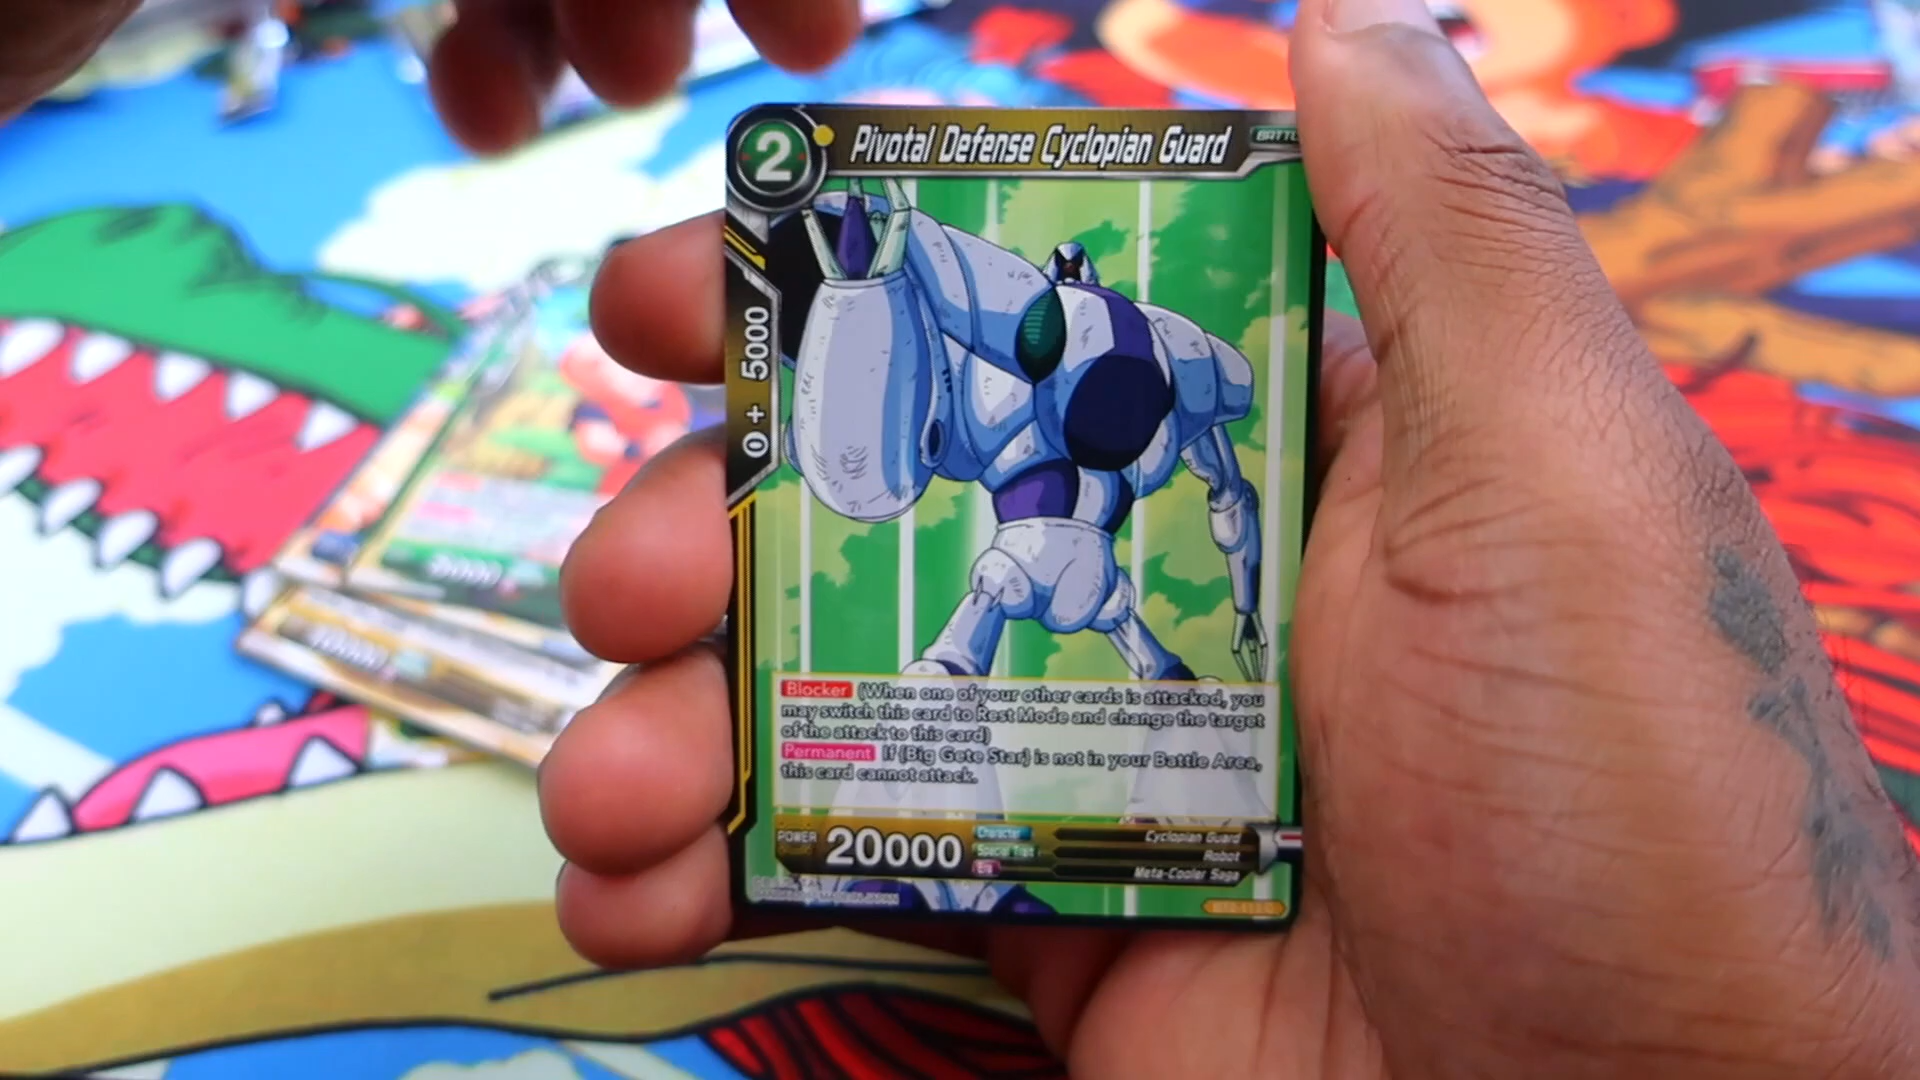 2
Pivotal Defense Cyclopian Guard
BATTL
0 + 5000
Blocker (When one of your other cards is attacked, you
may switch this card to Rest Mode and change the target
of the attack to this card)
Permanent If {Big Gete Star} is not in your Battle Area,
this card cannot attack.
POWER 20000
Character Cyclopian Guard
Special Trait Robot
Era Meta-Cooler Saga